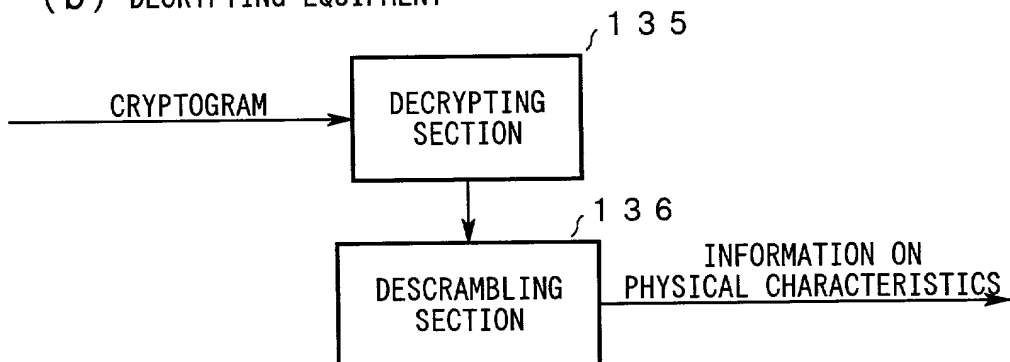 (b) DECRYPTING EQUIPMENT
135
CRYPTOGRAM
DECRYPTING
SECTION
136
INFORMATION ON
PHYSICAL CHARACTERISTICS
DESCRAMBLING
SECTION